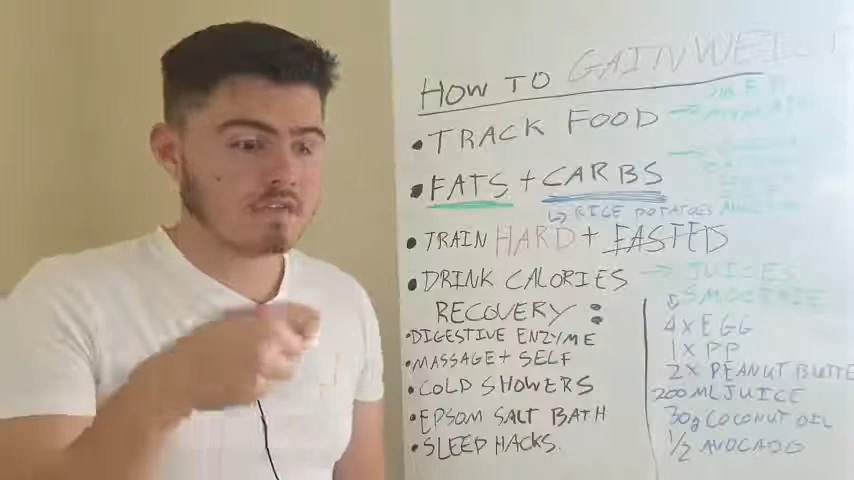 HOW TO GAIN WEIGHT
• TRACK FOOD →
• FATS + CARBS →
↳ RICE POTATOES
• TRAIN HARD + FASTED
• DRINK CALORIES → JUICES
SMOOTHIE
RECOVERY :
• DIGESTIVE ENZYME
• MASSAGE + SELF
• COLD SHOWERS
• EPSOM SALT BATH
• SLEEP HACKS
4 X EGG
1 X PP
2 X PEANUT BUTTE
200 ML JUICE
30g COCONUT OIL
1/2 AVOCADO